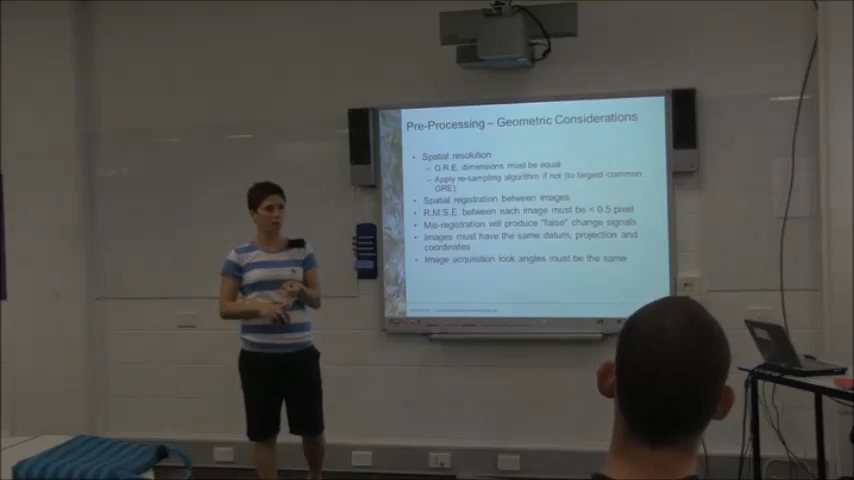 Pre-Processing – Geometric Considerations
• Spatial resolution
– G.R.E. dimensions must be equal
– Apply re-sampling algorithm if not (to largest common
GRE)
• Spatial registration between images
• R.M.S.E between each image must be < 0.5 pixel
• Mis-registration will produce "false" change signals
• Images must have the same datum, projection and
coordinates
• Image acquisition look angles must be the same